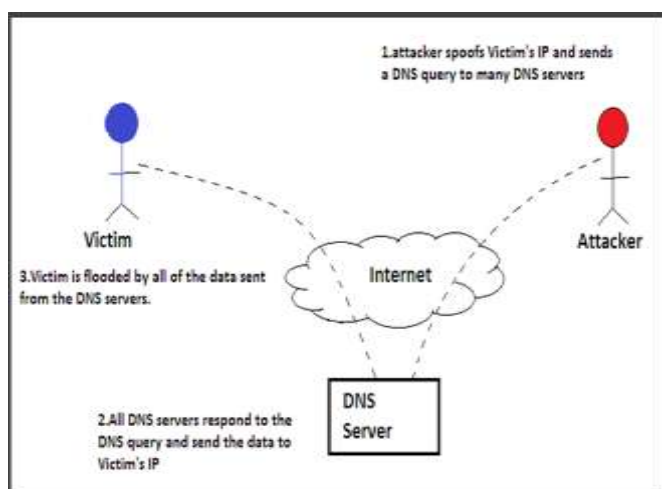 1.attacker spoofs Victim's IP and sends
a DNS query to many DNS servers
Victim
Attacker
Internet
3.Victim is flooded by all of the data sent
from the DNS servers.
DNS
Server
2.All DNS servers respond to the
DNS query and send the data to
Victim's IP